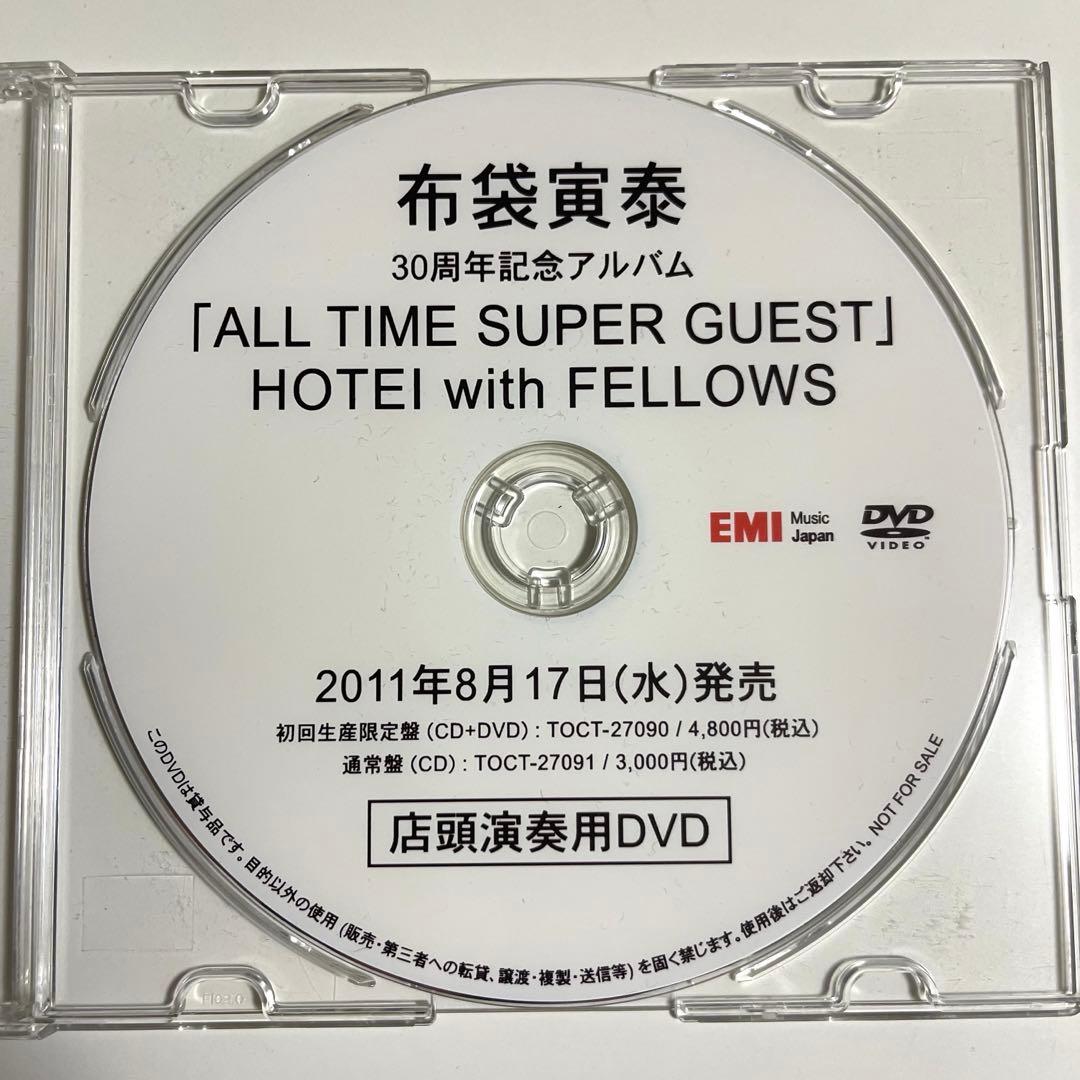 布袋寅泰
30周年記念アルバム
「ALL TIME SUPER GUEST」
HOTEI with FELLOWS
EMI Music Japan
DVD VIDEO
2011年8月17日(水)発売
初回生産限定盤 (CD+DVD) : TOCT-27090 / 4,800円(税込)
通常盤 (CD) : TOCT-27091 / 3,000円(税込)
店頭演奏用DVD
このDVDは貸与品です。目的以外の使用 (販売・第三者への転貸、譲渡・複製・送信等) を固く禁じます。使用後はご返却下さい。NOT FOR SALE